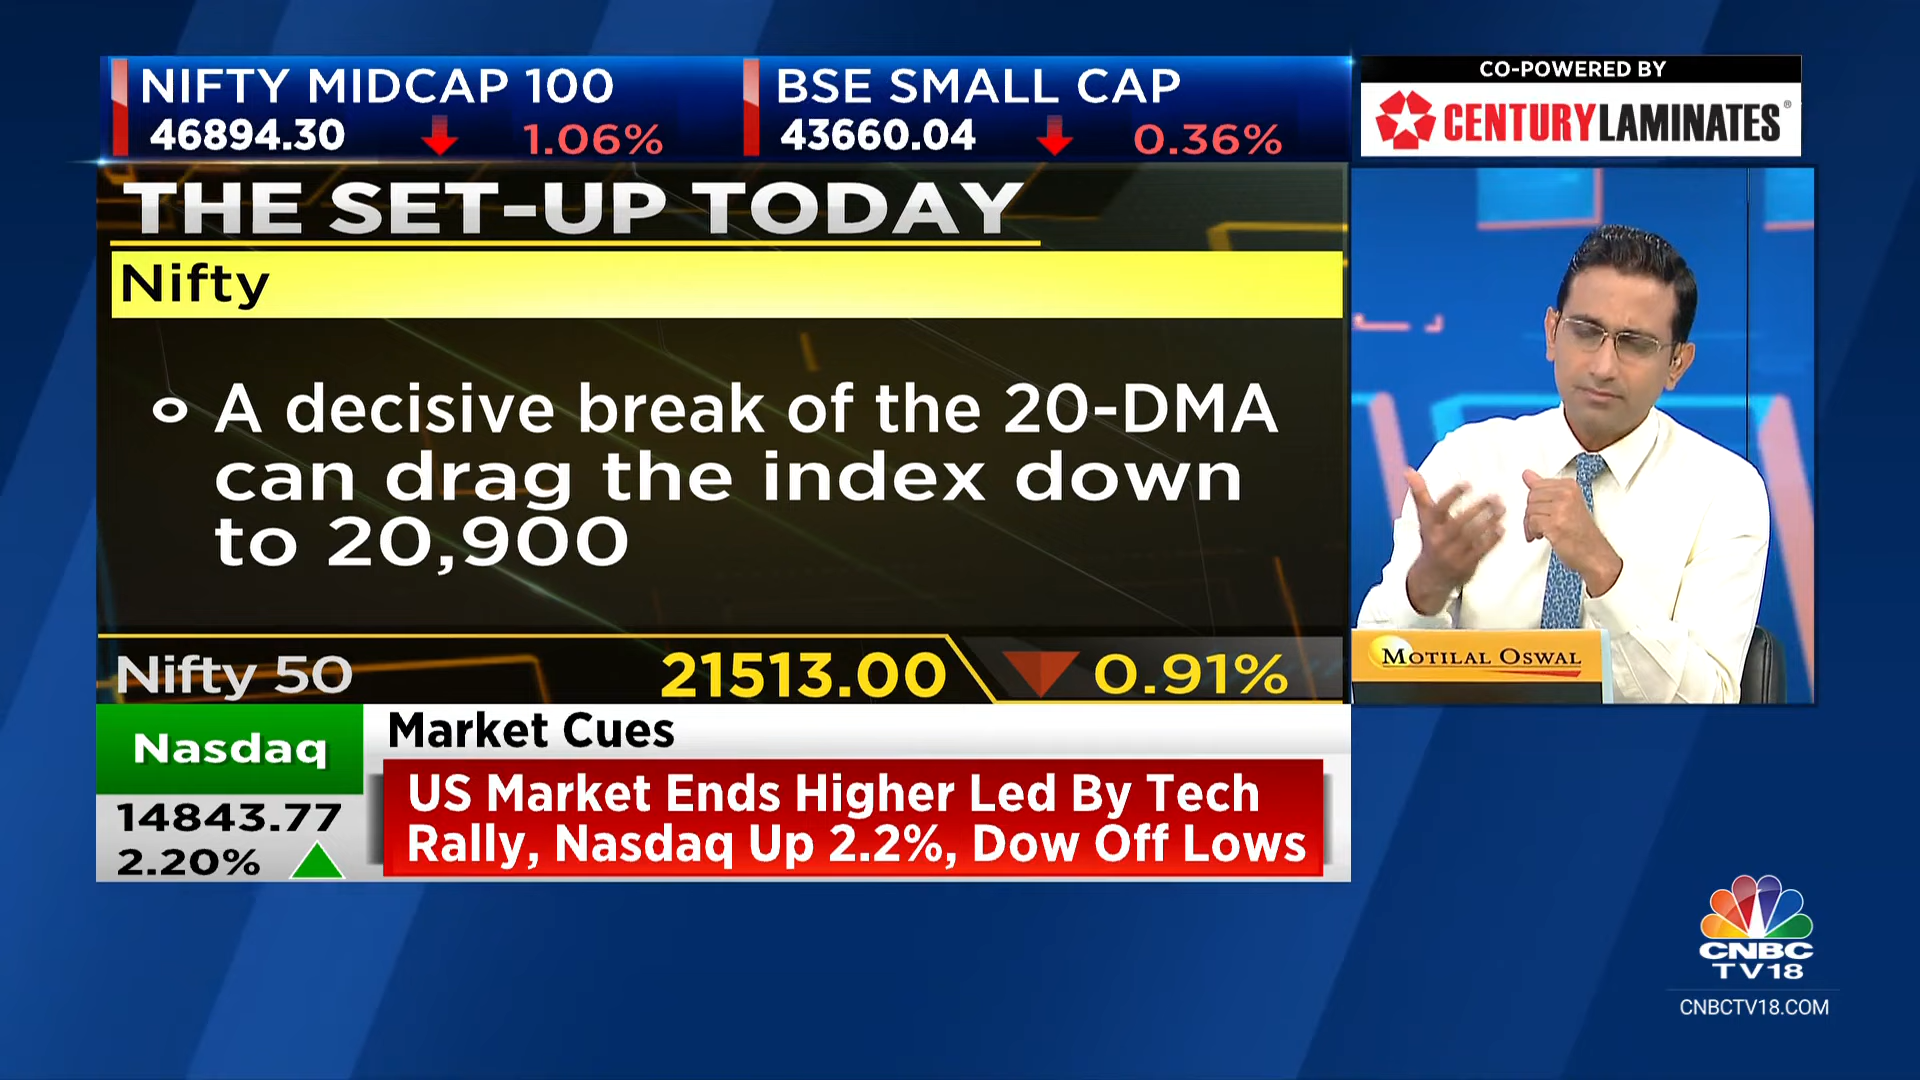 NIFTY MIDCAP 100
46894.30 1.06%
BSE SMALL CAP
43660.04 0.36%
CO-POWERED BY
CENTURYLAMINATES®
THE SET-UP TODAY
Nifty
o A decisive break of the 20-DMA
can drag the index down
to 20,900
Nifty 50 21513.00 0.91%
MOTILAL OSWAL
Nasdaq
14843.77
2.20%
Market Cues
US Market Ends Higher Led By Tech
Rally, Nasdaq Up 2.2%, Dow Off Lows
CNBC
TV18
CNBCTV18.COM